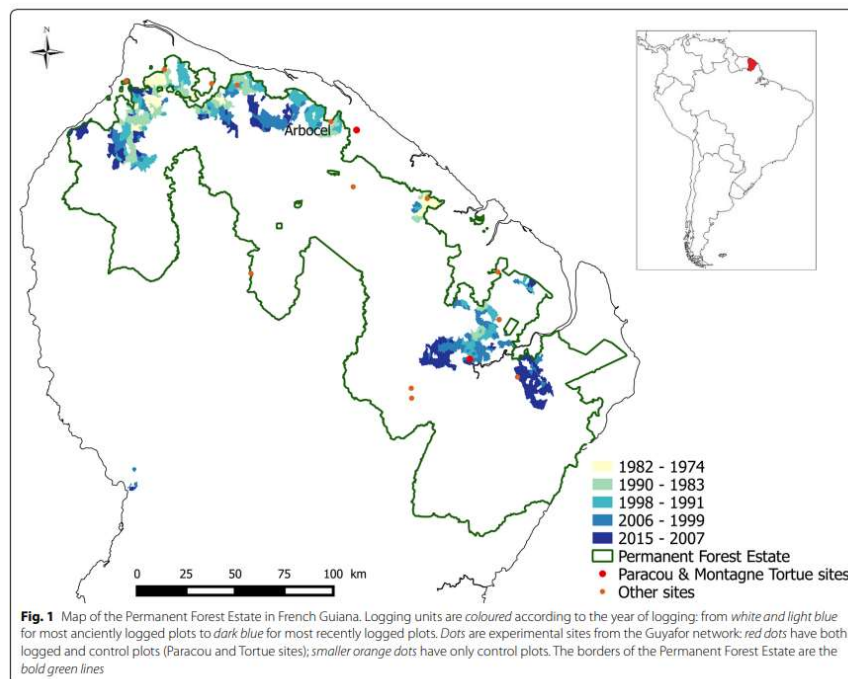 N
Arbocel
1982 - 1974
1990 - 1983
1998 - 1991
2006 - 1999
2015 - 2007
Permanent Forest Estate
Paracou & Montagne Tortue sites
Other sites
0 25 50 75 100 km
Fig. 1 Map of the Permanent Forest Estate in French Guiana. Logging units are coloured according to the year of logging: from white and light blue
for most anciently logged plots to dark blue for most recently logged plots. Dots are experimental sites from the Guyafor network: red dots have both
logged and control plots (Paracou and Tortue sites); smaller orange dots have only control plots. The borders of the Permanent Forest Estate are the
bold green lines